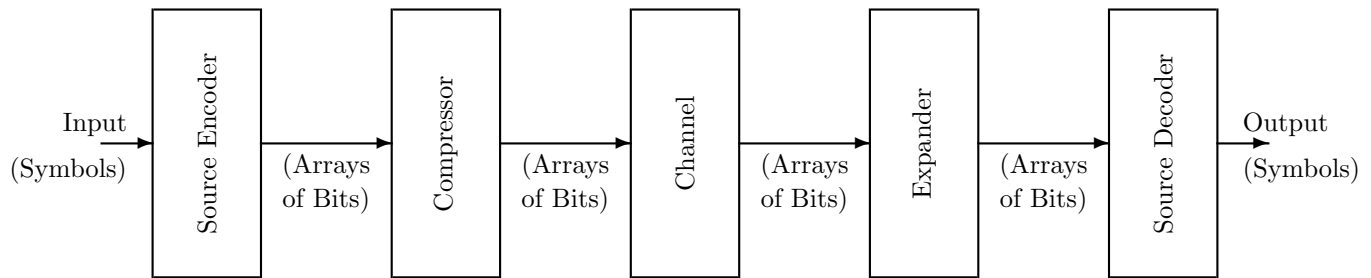 Input
(Symbols)
Source Encoder
(Arrays
of Bits)
Compressor
(Arrays
of Bits)
Channel
(Arrays
of Bits)
Expander
(Arrays
of Bits)
Source Decoder
Output
(Symbols)